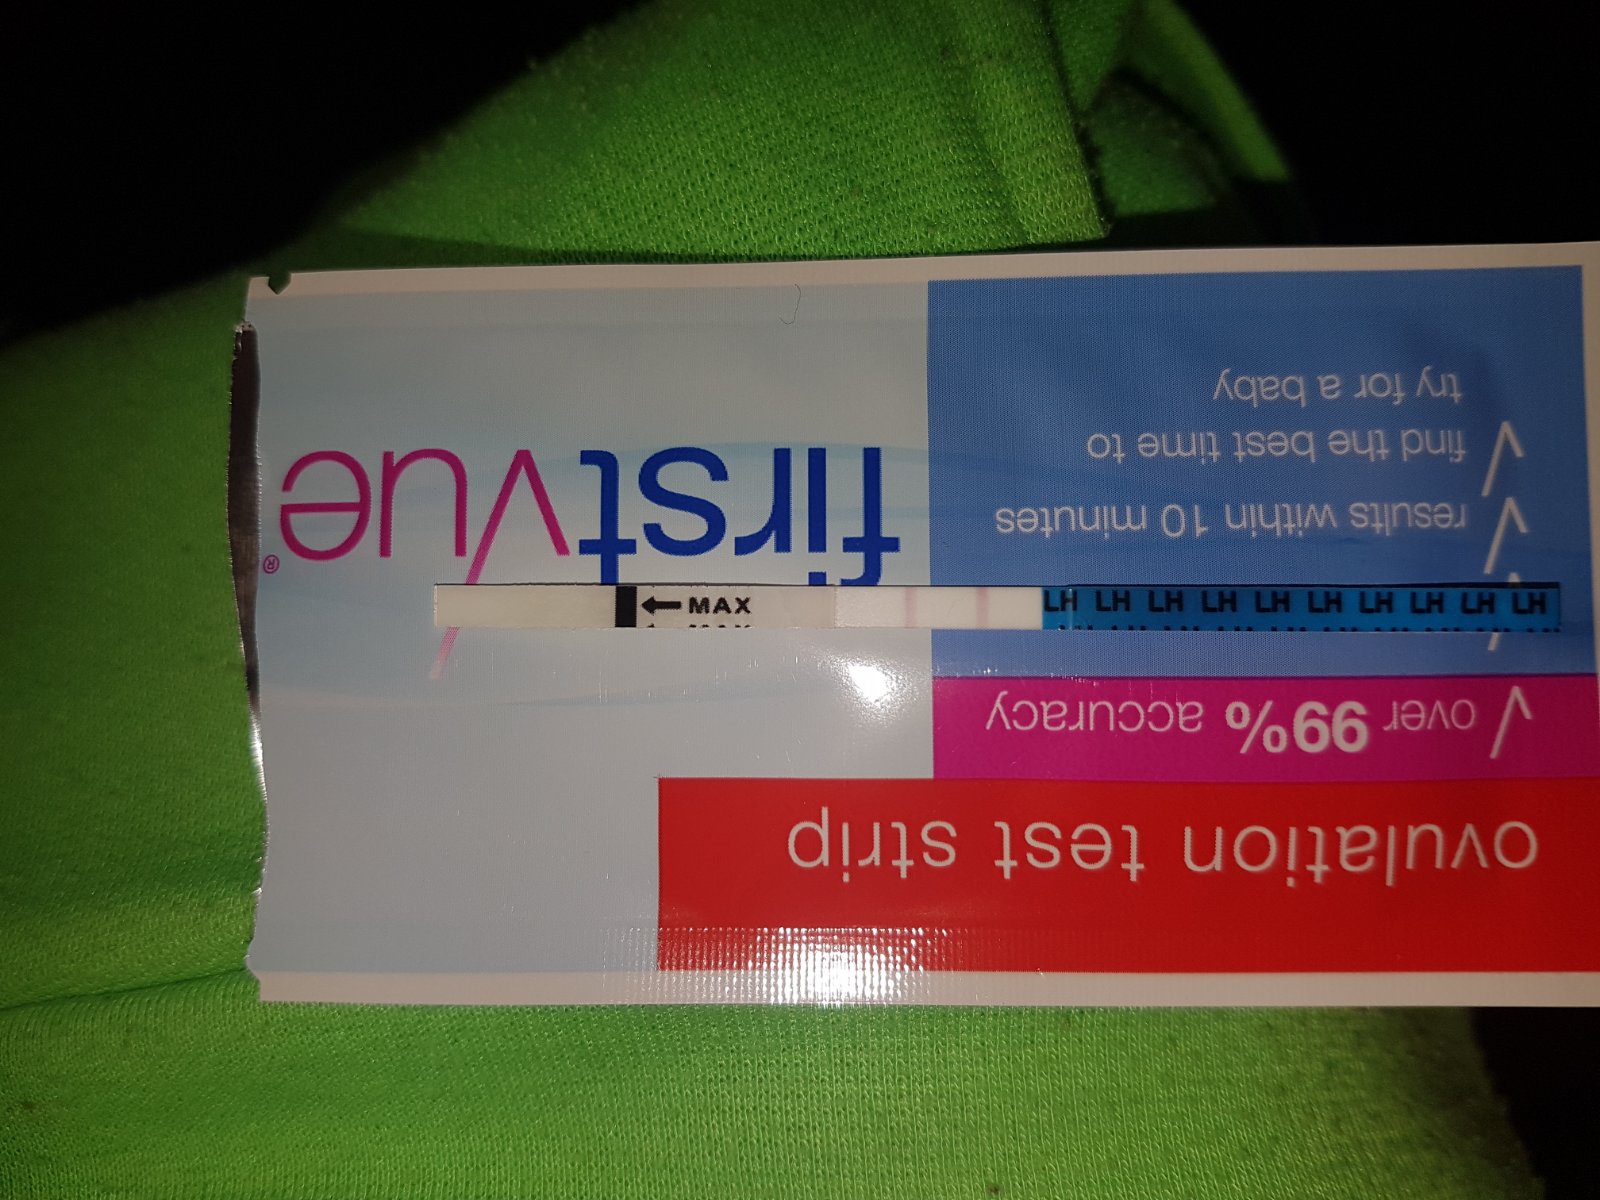 ovulation test strip
over 99% accuracy
results within 10 minutes
find the best time to
try for a baby
firstvue®
MAX
LH LH LH LH LH LH LH LH LH LH